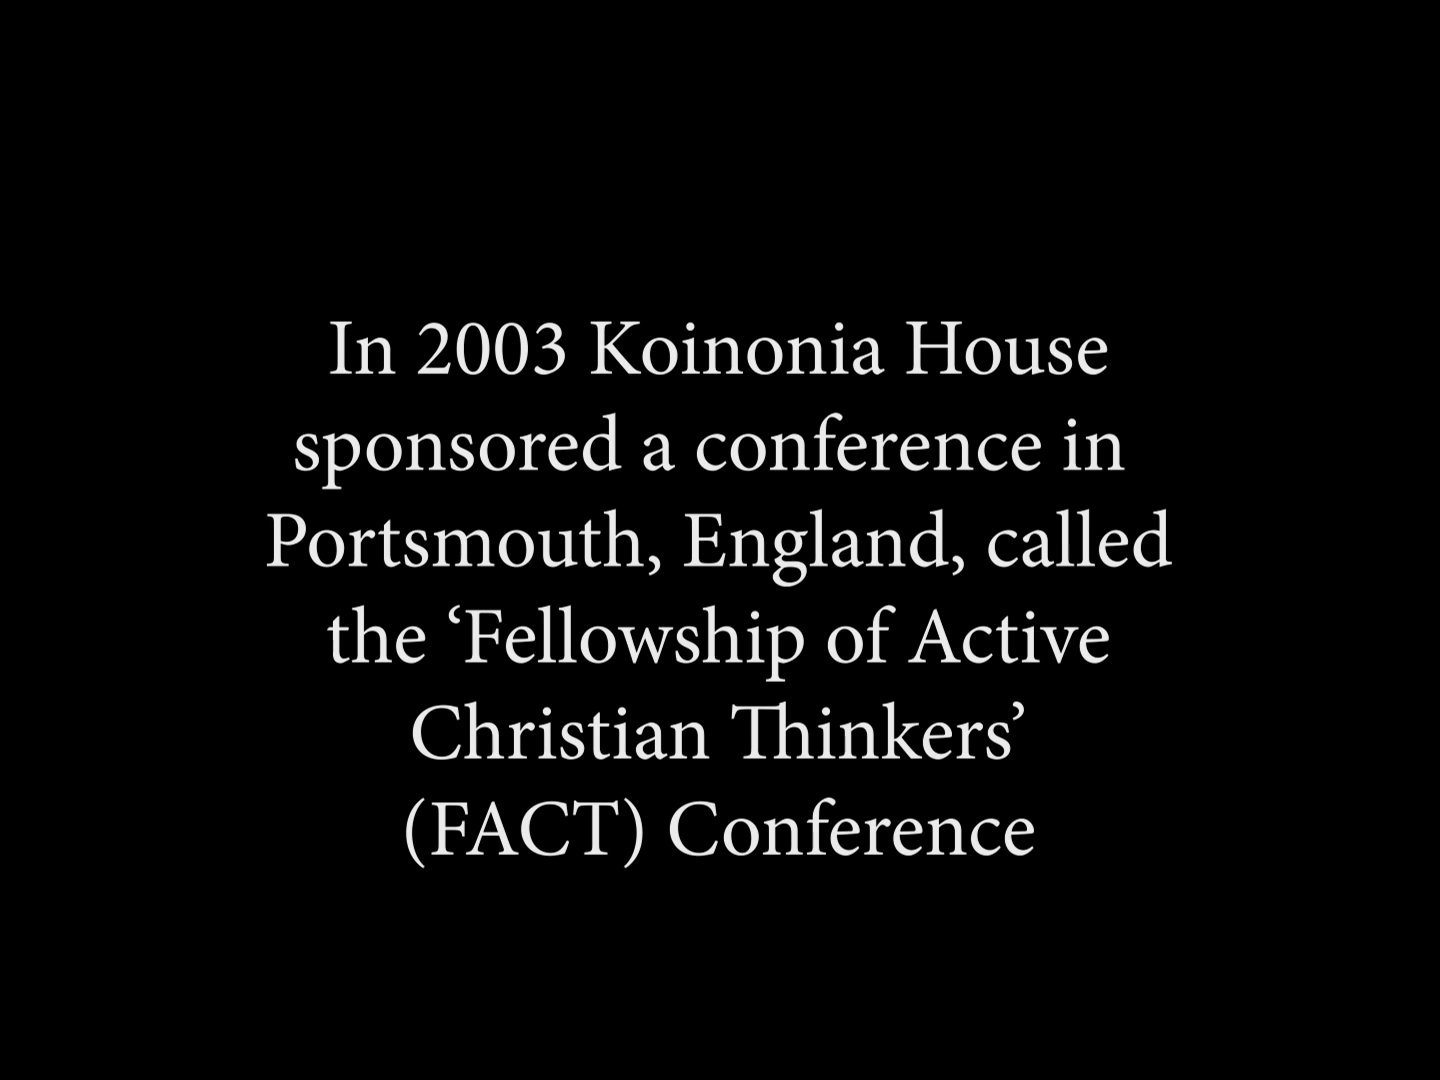 In 2003 Koinonia House
sponsored a conference in
Portsmouth, England, called
the ‘Fellowship of Active
Christian Thinkers’
(FACT) Conference